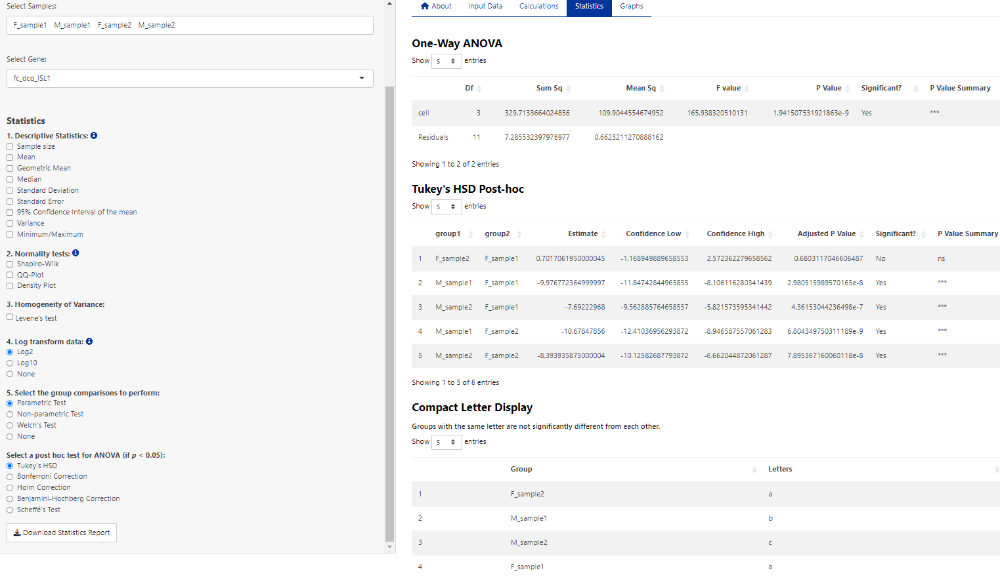 Select Samples:
F_sample1 M_sample1 F_sample2 M_sample2
Select Gene:
fc_dcq_ISL1
Statistics
1. Descriptive Statistics:
Sample size
Mean
Geometric Mean
Median
Standard Deviation
Standard Error
95% Confidence Interval of the mean
Variance
Minimum/Maximum
2. Normality tests:
Shapiro-Wilk
QQ-Plot
Density Plot
3. Homogeneity of Variance:
Levene's test
4. Log transform data:
Log2
Log10
None
5. Select the group comparisons to perform:
Parametric Test
Non-parametric Test
Welch's Test
None
Select a post hoc test for ANOVA (if p < 0.05):
Tukey's HSD
Bonferroni Correction
Holm Correction
Benjamini-Hochberg Correction
Scheffé's Test
Download Statistics Report
About Input Data Calculations Statistics Graphs
One-Way ANOVA
Show 5 entries
Df Sum Sq Mean Sq F value P Value Significant? P Value Summary
cell 3 329.7133664024856 109.9044554674952 165.938320510131 1.941507531921863e-9 Yes ***
Residuals 11 7.285532397976977 0.6623211270888162
Showing 1 to 2 of 2 entries
Tukey's HSD Post-hoc
Show 5 entries
group1 group2 Estimate Confidence Low Confidence High Adjusted P Value Significant? P Value Summary
1 F_sample2 F_sample1 0.7017061950000045 -1.168949889658553 2.572362279658562 0.6803117046606487 No ns
2 M_sample1 F_sample1 -9.976772364999997 -11.84742844965855 -8.106116280341439 2.980515989570165e-8 Yes ***
3 M_sample2 F_sample1 -7.69222968 -9.562885764658557 -5.821573595341442 4.36153044236498e-7 Yes ***
4 M_sample1 F_sample2 -10.67847856 -12.41036956293872 -8.946587557061283 6.804349750311189e-9 Yes ***
5 M_sample2 F_sample2 -8.393935875000004 -10.12582687793872 -6.662044872061287 7.895367160060118e-8 Yes ***
Showing 1 to 5 of 6 entries
Compact Letter Display
Groups with the same letter are not significantly different from each other.
Show 5 entries
Group Letters
1 F_sample2 a
2 M_sample1 b
3 M_sample2 c
4 F_sample1 a